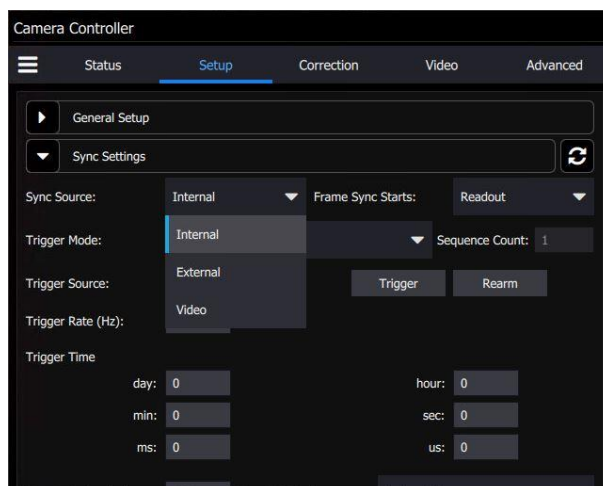 Camera Controller
Status Setup Correction Video Advanced
General Setup
Sync Settings
Sync Source: Internal Frame Sync Starts: Readout
Internal
Trigger Mode: Sequence Count: 1
External
Trigger Source: Trigger Rearm
Video
Trigger Rate (Hz):
Trigger Time
day: 0 hour: 0
min: 0 sec: 0
ms: 0 us: 0